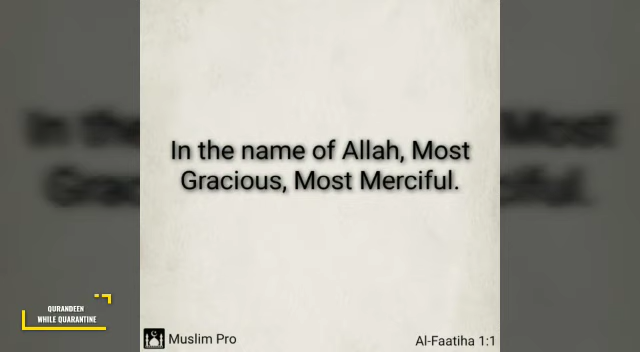 In the name of Allah, Most
Gracious, Most Merciful.
QURANDEEN
WHILE QUARANTINE
Muslim Pro
Al-Faatiha 1:1